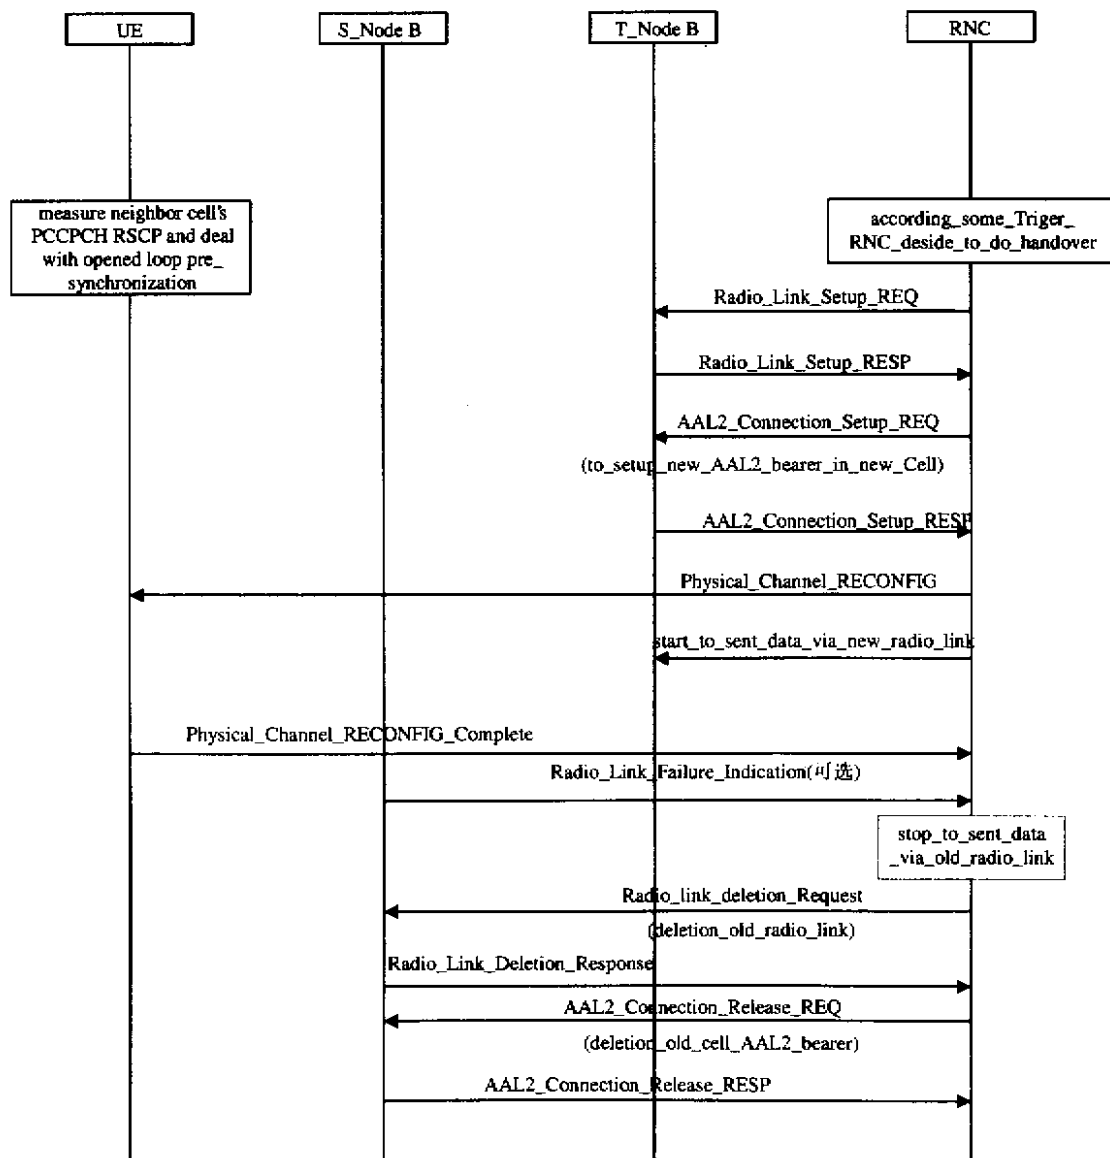 UE
S_Node B
T_Node B
RNC
measure neighbor cell's
PCCPCH RSCP and deal
with opened loop pre_
synchronization
according_some_Triger_
RNC_deside_to_do_handover
Radio_Link_Setup_REQ
Radio_Link_Setup_RESP
AAL2_Connection_Setup_REQ
(to_setup_new_AAL2_bearer_in_new_Cell)
AAL2_Connection_Setup_RESP
Physical_Channel_RECONFIG
start_to_sent_data_via_new_radio_link
Physical_Channel_RECONFIG_Complete
Radio_Link_Failure_Indication(可选)
stop_to_sent_data
_via_old_radio_link
Radio_link_deletion_Request
(deletion_old_radio_link)
Radio_Link_Deletion_Response
AAL2_Connection_Release_REQ
(deletion_old_cell_AAL2_bearer)
AAL2_Connection_Release_RESP